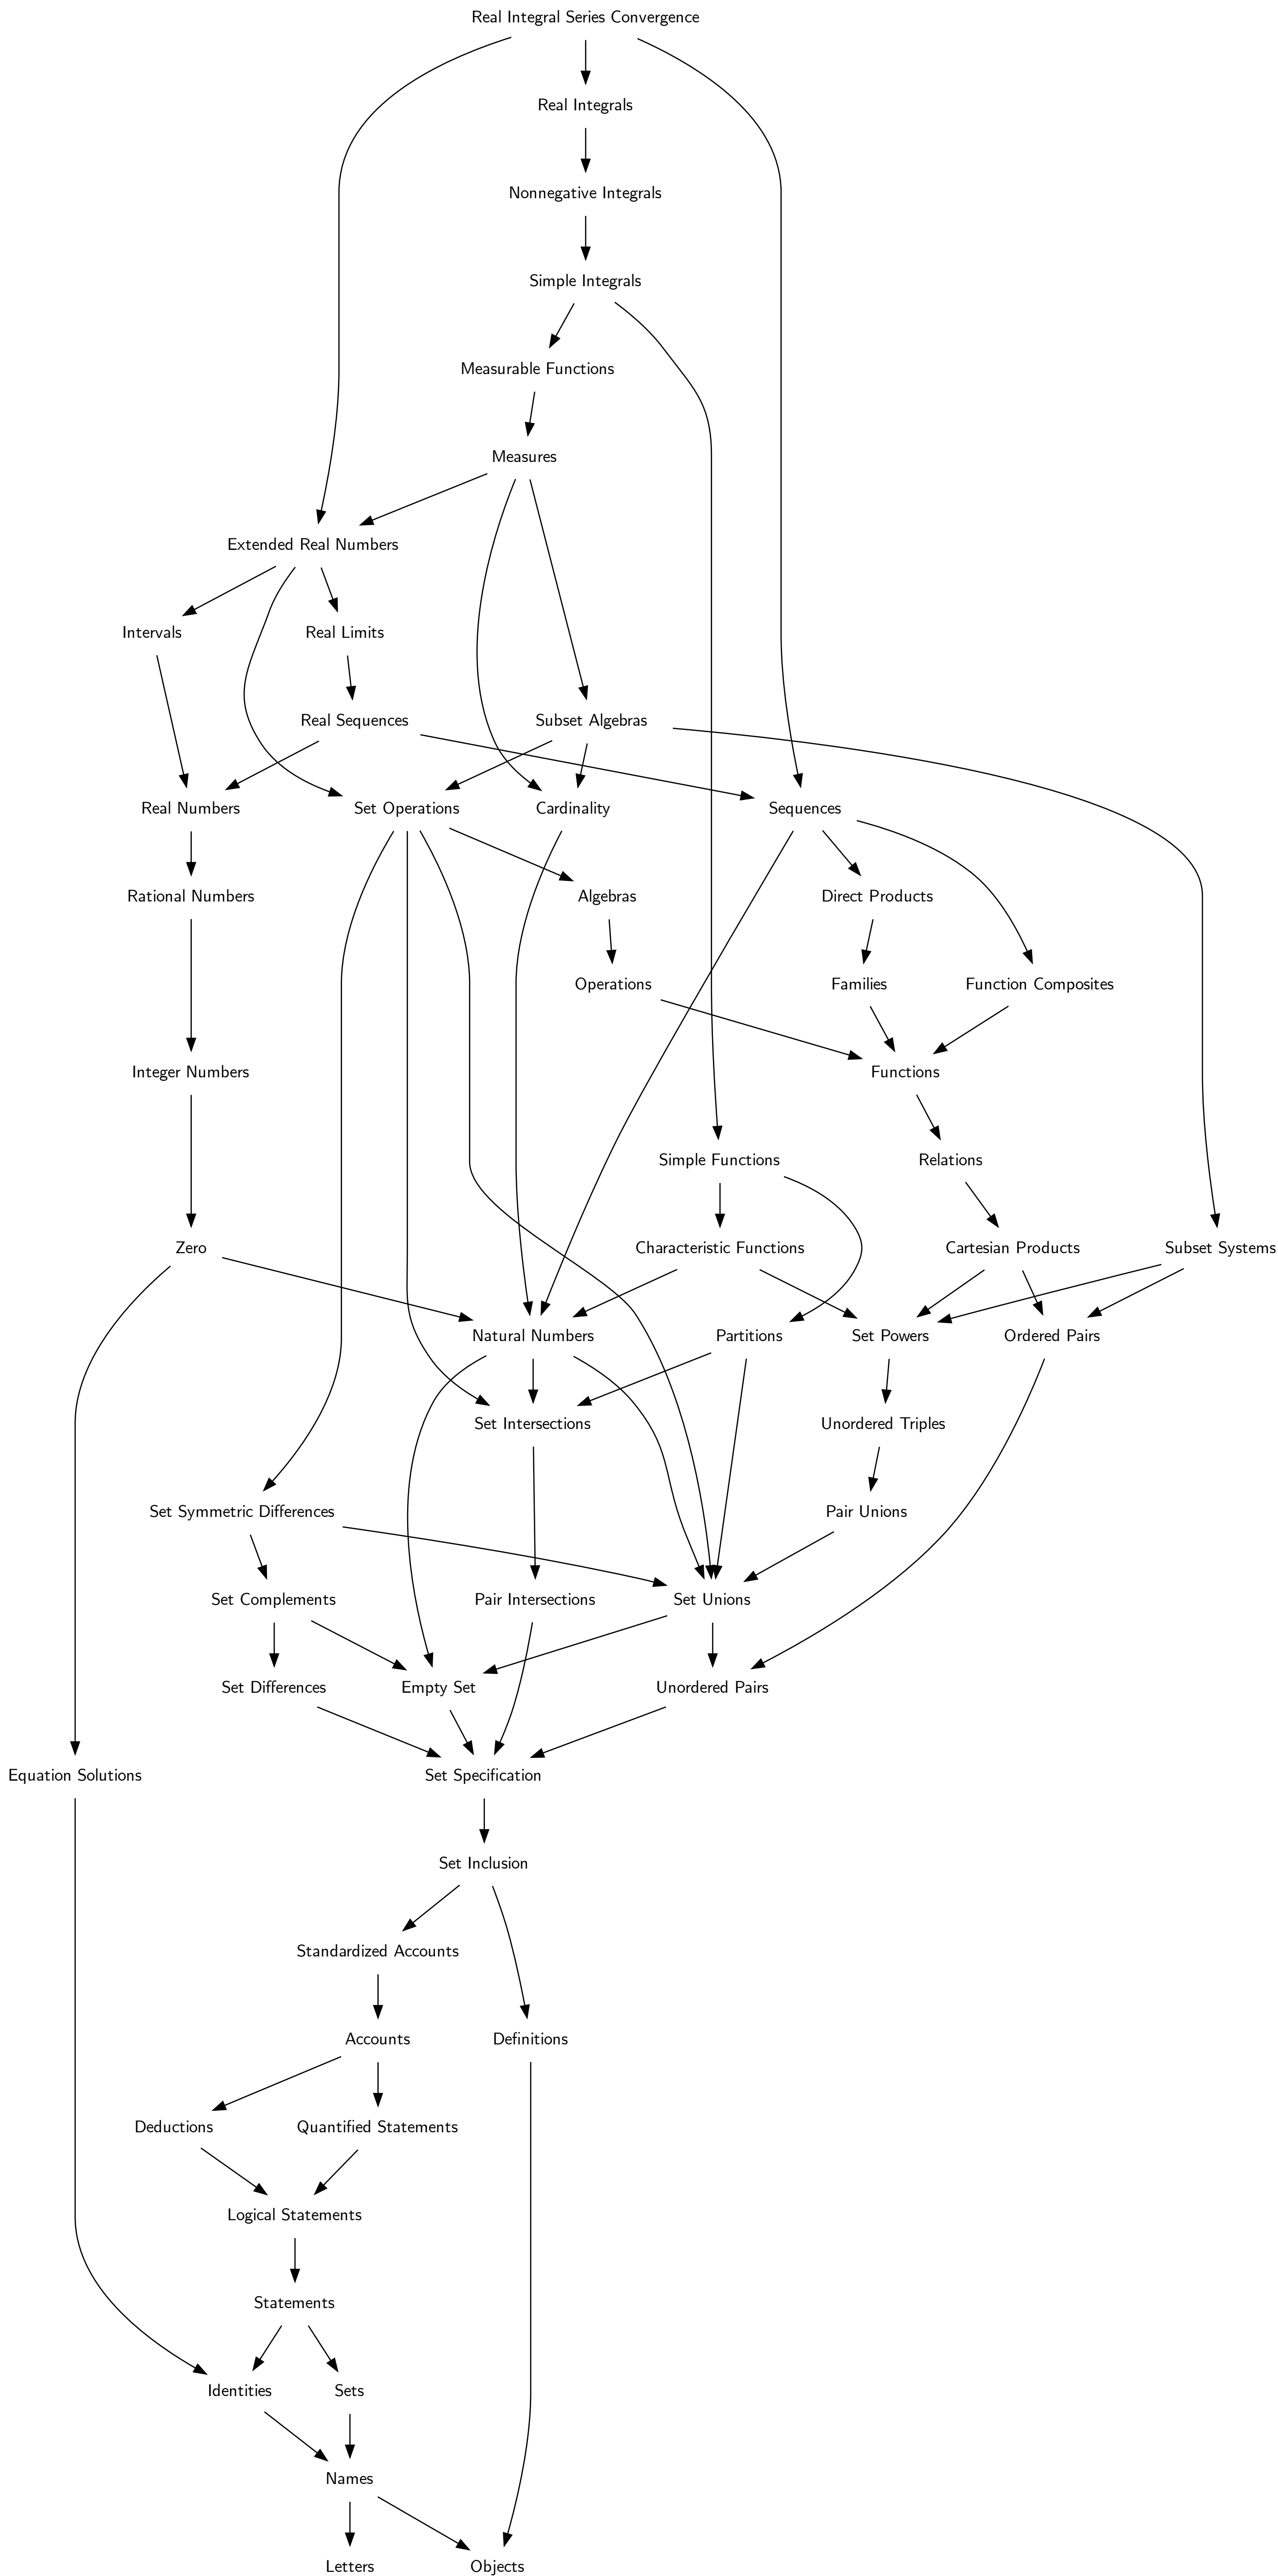 Real Integral Series Convergence
Real Integrals
Nonnegative Integrals
Simple Integrals
Measurable Functions
Measures
Extended Real Numbers
Intervals
Real Limits
Real Sequences
Subset Algebras
Real Numbers
Set Operations
Cardinality
Sequences
Rational Numbers
Algebras
Direct Products
Operations
Families
Function Composites
Integer Numbers
Functions
Simple Functions
Relations
Zero
Characteristic Functions
Cartesian Products
Subset Systems
Natural Numbers
Partitions
Set Powers
Ordered Pairs
Set Intersections
Unordered Triples
Set Symmetric Differences
Pair Unions
Set Complements
Pair Intersections
Set Unions
Set Differences
Empty Set
Unordered Pairs
Equation Solutions
Set Specification
Set Inclusion
Standardized Accounts
Accounts
Definitions
Deductions
Quantified Statements
Logical Statements
Statements
Identities
Sets
Names
Letters
Objects